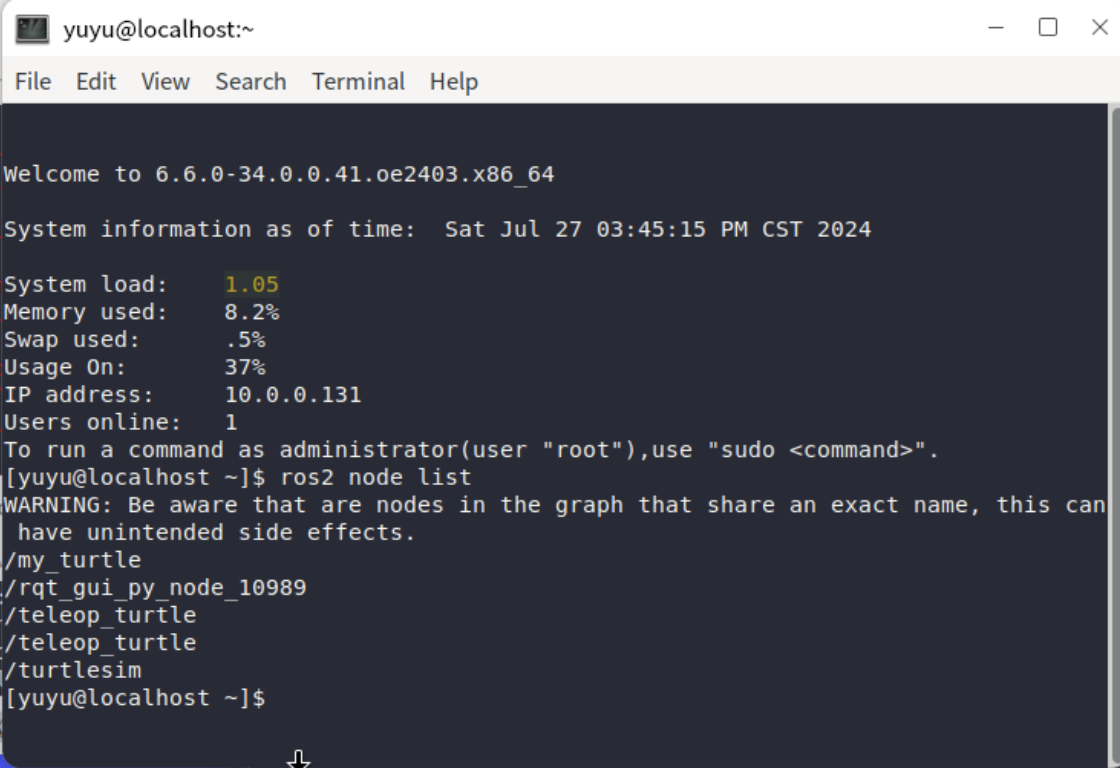 yuyu@localhost:~
File Edit View Search Terminal Help
Welcome to 6.6.0-34.0.0.41.oe2403.x86_64
System information as of time:  Sat Jul 27 03:45:15 PM CST 2024
System load:    1.05
Memory used:    8.2%
Swap used:      .5%
Usage On:       37%
IP address:     10.0.0.131
Users online:   1
To run a command as administrator(user "root"),use "sudo <command>".
[yuyu@localhost ~]$ ros2 node list
WARNING: Be aware that are nodes in the graph that share an exact name, this can
 have unintended side effects.
/my_turtle
/rqt_gui_py_node_10989
/teleop_turtle
/teleop_turtle
/turtlesim
[yuyu@localhost ~]$